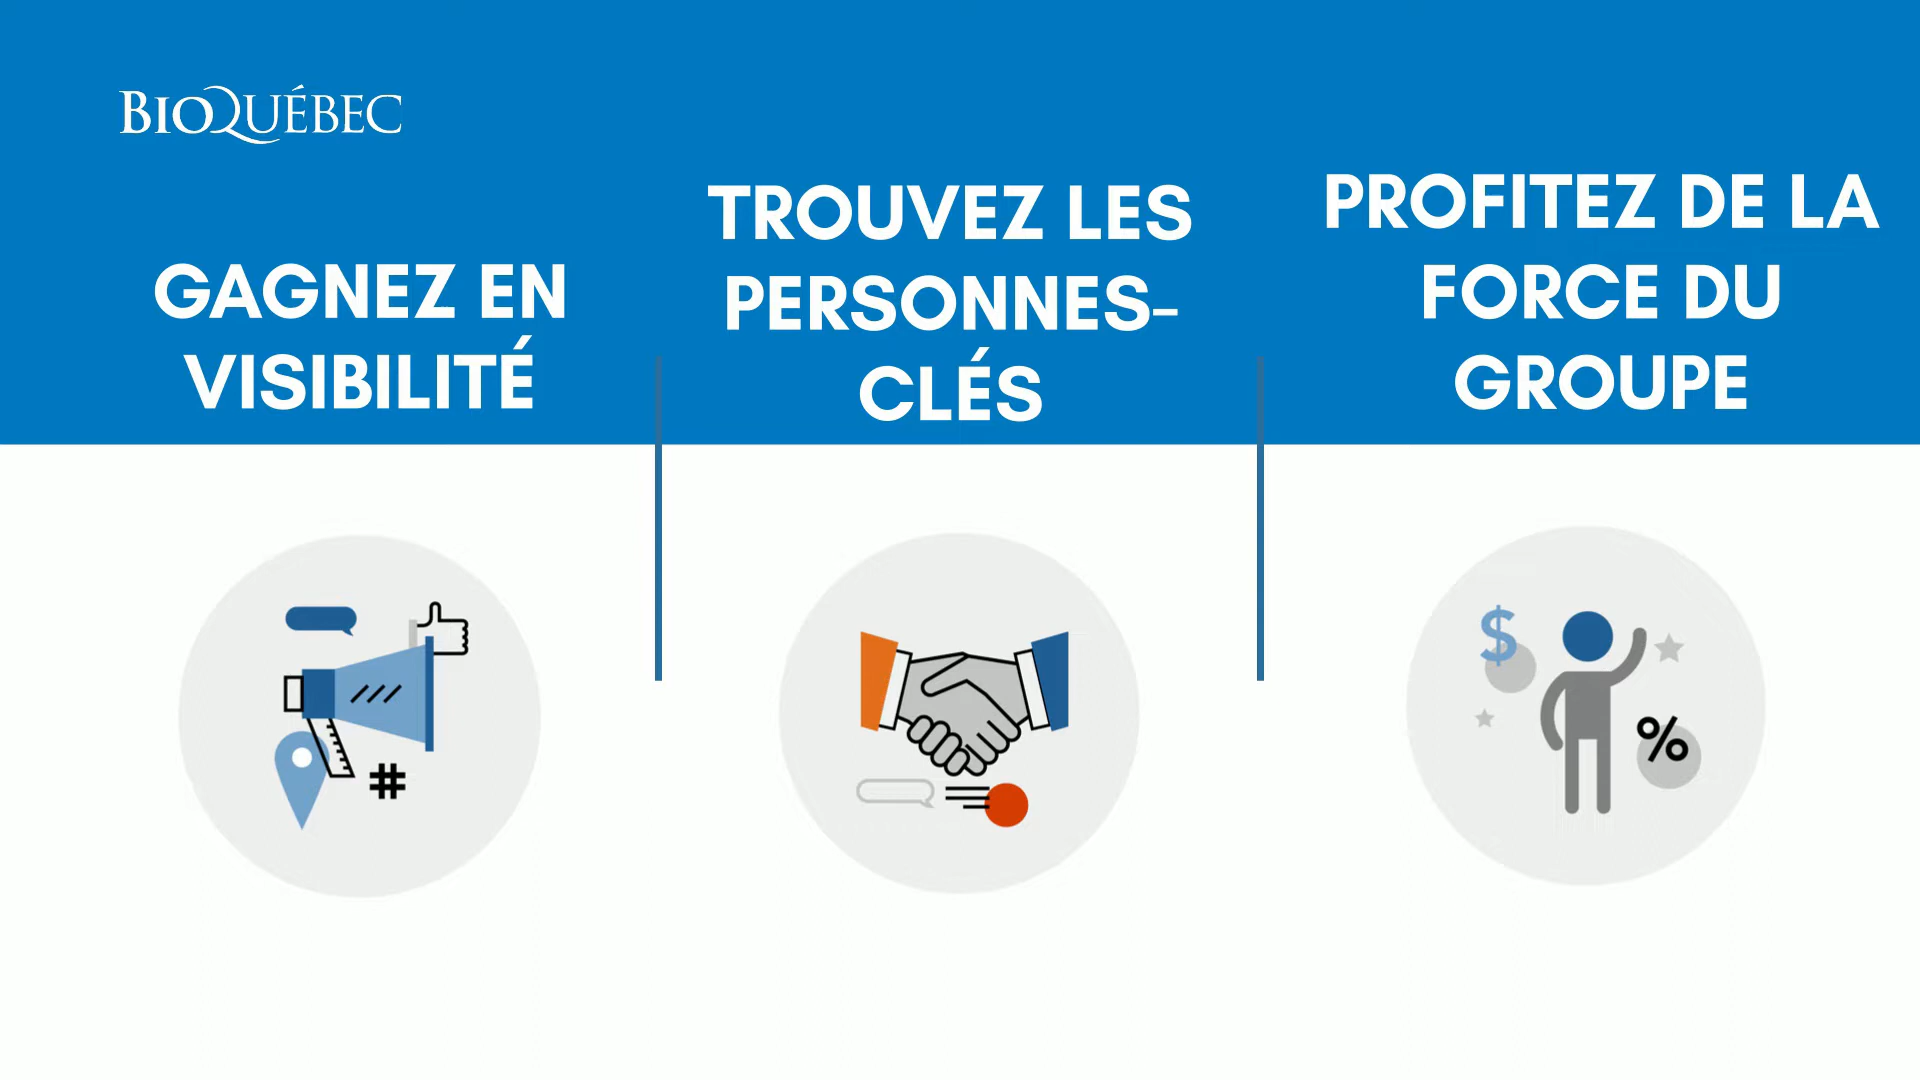 BIOQUÉBEC
GAGNEZ EN
VISIBILITÉ
TROUVEZ LES
PERSONNES-
CLÉS
PROFITEZ DE LA
FORCE DU
GROUPE
#
$
%